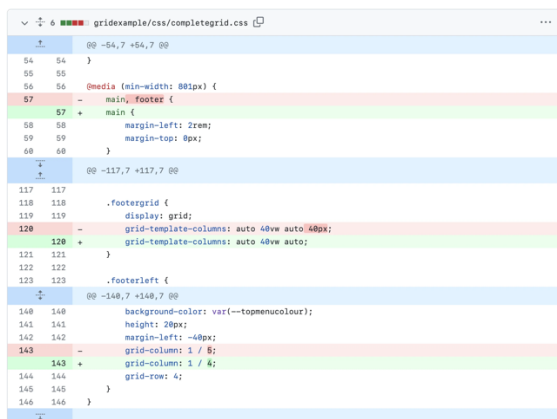 6 gridexample/css/completegrid.css
@@ -54,7 +54,7 @@
54 54 }
55 55
56 56 @media (min-width: 801px) {
57 - main, footer {
57 + main {
58 58 margin-left: 2rem;
59 59 margin-top: 0px;
60 60 }
@@ -117,7 +117,7 @@
117 117
118 118 .footergrid {
119 119 display: grid;
120 - grid-template-columns: auto 40vw auto 40px;
120 + grid-template-columns: auto 40vw auto;
121 121 }
122 122
123 123 .footerleft {
@@ -140,7 +140,7 @@
140 140 background-color: var(--topmenucolour);
141 141 height: 20px;
142 142 margin-left: -40px;
143 - grid-column: 1 / 5;
143 + grid-column: 1 / 4;
144 144 grid-row: 4;
145 145 }
146 146 }